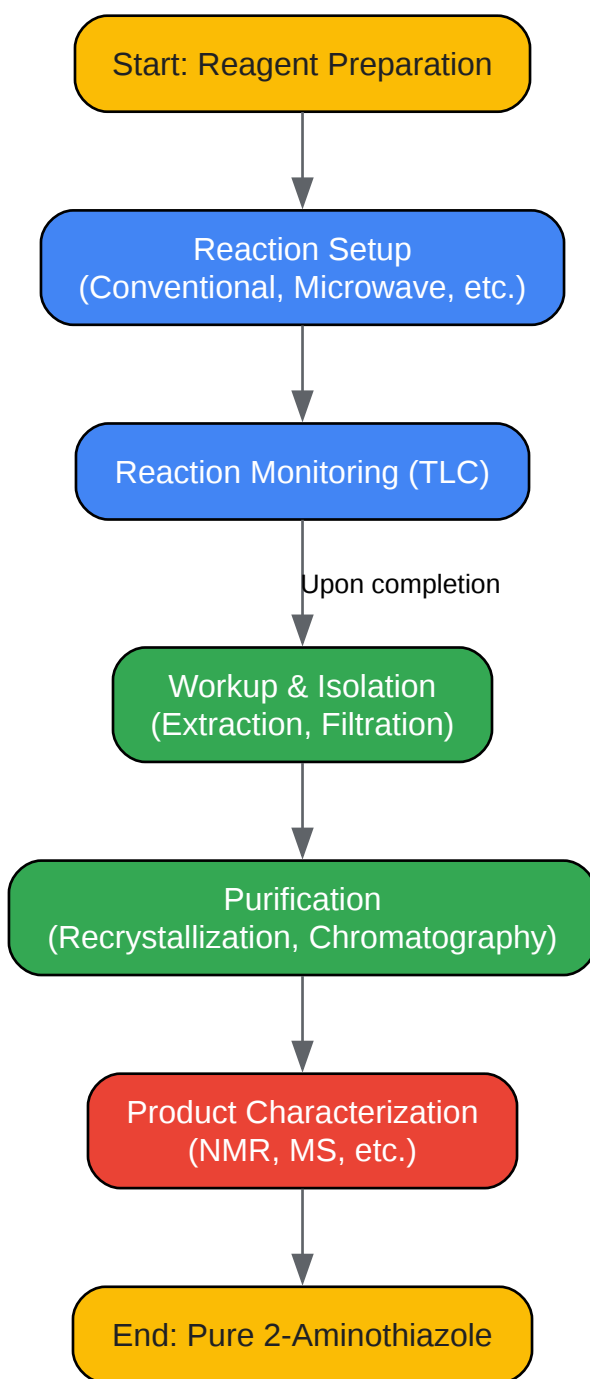 Start: Reagent Preparation
Reaction Setup
(Conventional, Microwave, etc.)
Reaction Monitoring (TLC)
Upon completion
Workup & Isolation
(Extraction, Filtration)
Purification
(Recrystallization, Chromatography)
Product Characterization
(NMR, MS, etc.)
End: Pure 2-Aminothiazole